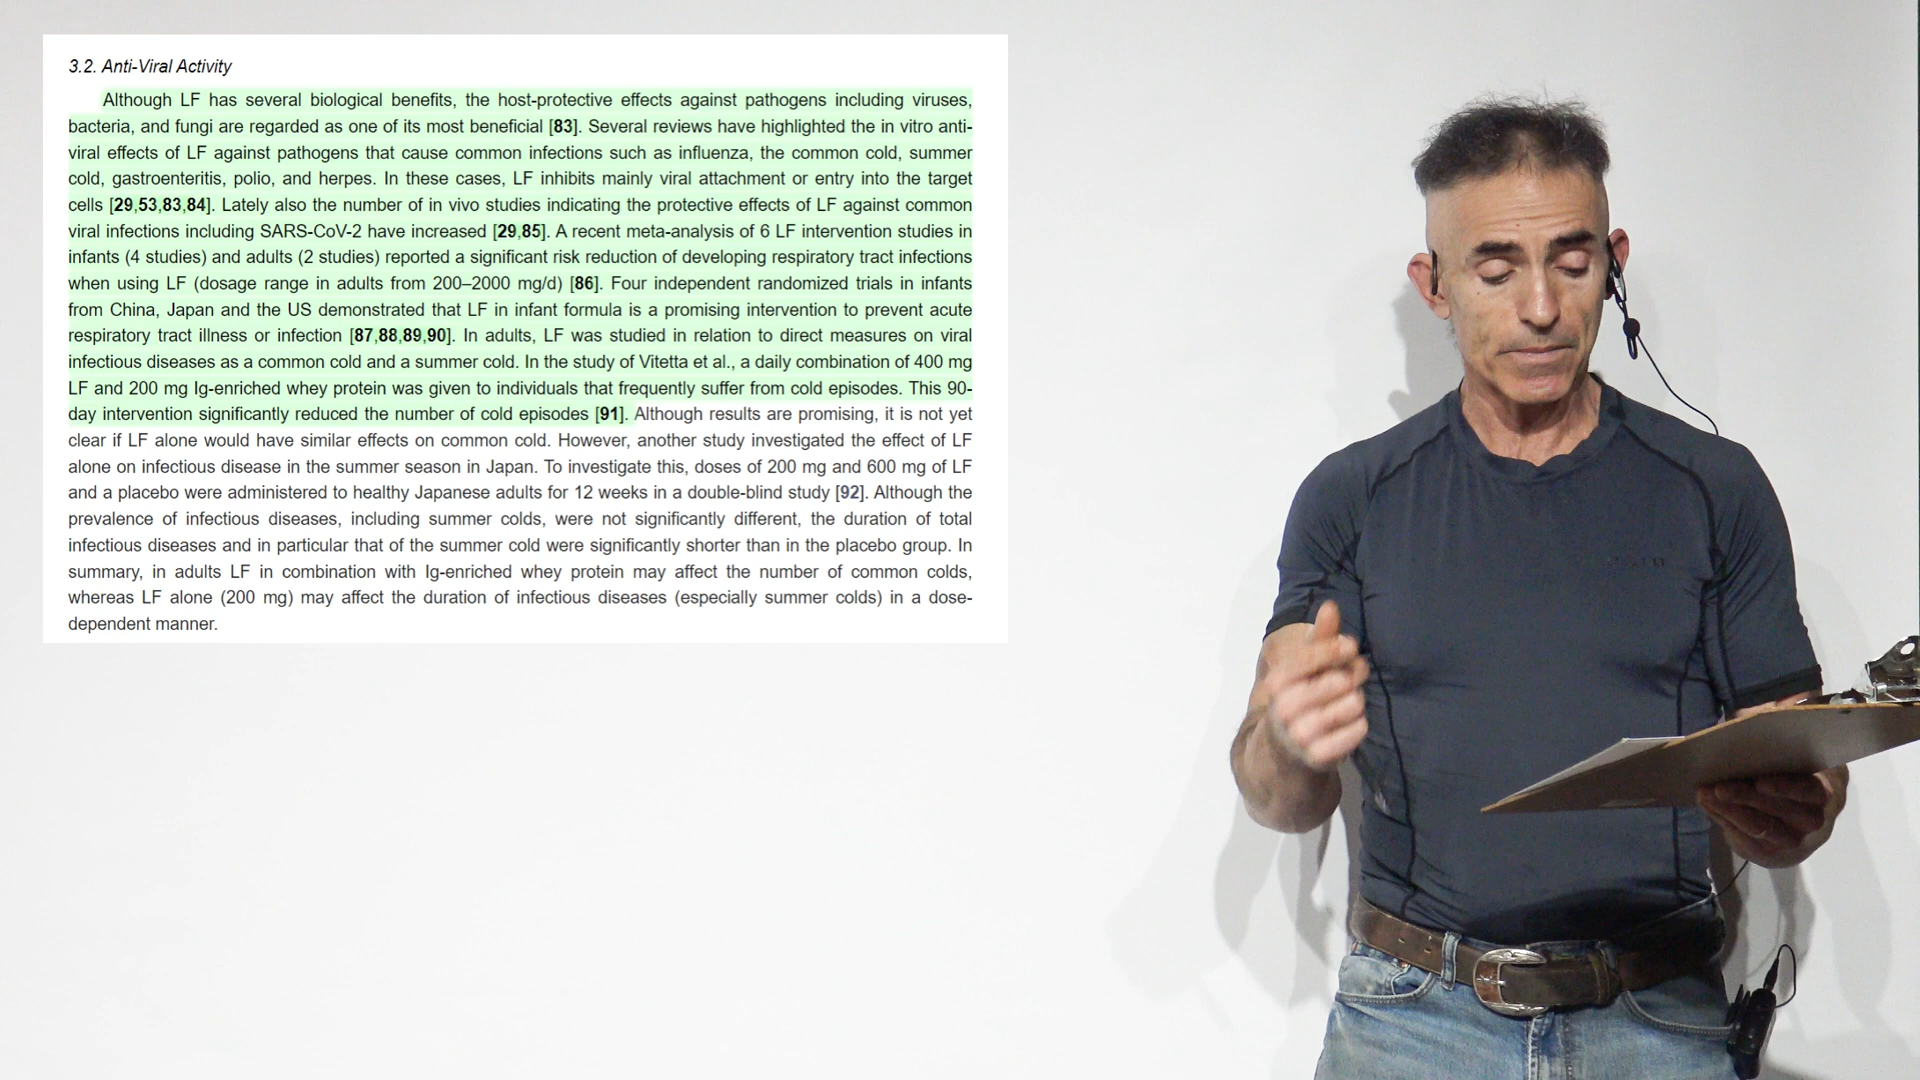 3.2. Anti-Viral Activity
Although LF has several biological benefits, the host-protective effects against pathogens including viruses,
bacteria, and fungi are regarded as one of its most beneficial [83]. Several reviews have highlighted the in vitro anti-
viral effects of LF against pathogens that cause common infections such as influenza, the common cold, summer
cold, gastroenteritis, polio, and herpes. In these cases, LF inhibits mainly viral attachment or entry into the target
cells [29,53,83,84]. Lately also the number of in vivo studies indicating the protective effects of LF against common
viral infections including SARS-CoV-2 have increased [29,85]. A recent meta-analysis of 6 LF intervention studies in
infants (4 studies) and adults (2 studies) reported a significant risk reduction of developing respiratory tract infections
when using LF (dosage range in adults from 200–2000 mg/d) [86]. Four independent randomized trials in infants
from China, Japan and the US demonstrated that LF in infant formula is a promising intervention to prevent acute
respiratory tract illness or infection [87,88,89,90]. In adults, LF was studied in relation to direct measures on viral
infectious diseases as a common cold and a summer cold. In the study of Vitetta et al., a daily combination of 400 mg
LF and 200 mg Ig-enriched whey protein was given to individuals that frequently suffer from cold episodes. This 90-
day intervention significantly reduced the number of cold episodes [91]. Although results are promising, it is not yet
clear if LF alone would have similar effects on common cold. However, another study investigated the effect of LF
alone on infectious disease in the summer season in Japan. To investigate this, doses of 200 mg and 600 mg of LF
and a placebo were administered to healthy Japanese adults for 12 weeks in a double-blind study [92]. Although the
prevalence of infectious diseases, including summer colds, were not significantly different, the duration of total
infectious diseases and in particular that of the summer cold were significantly shorter than in the placebo group. In
summary, in adults LF in combination with Ig-enriched whey protein may affect the number of common colds,
whereas LF alone (200 mg) may affect the duration of infectious diseases (especially summer colds) in a dose-
dependent manner.